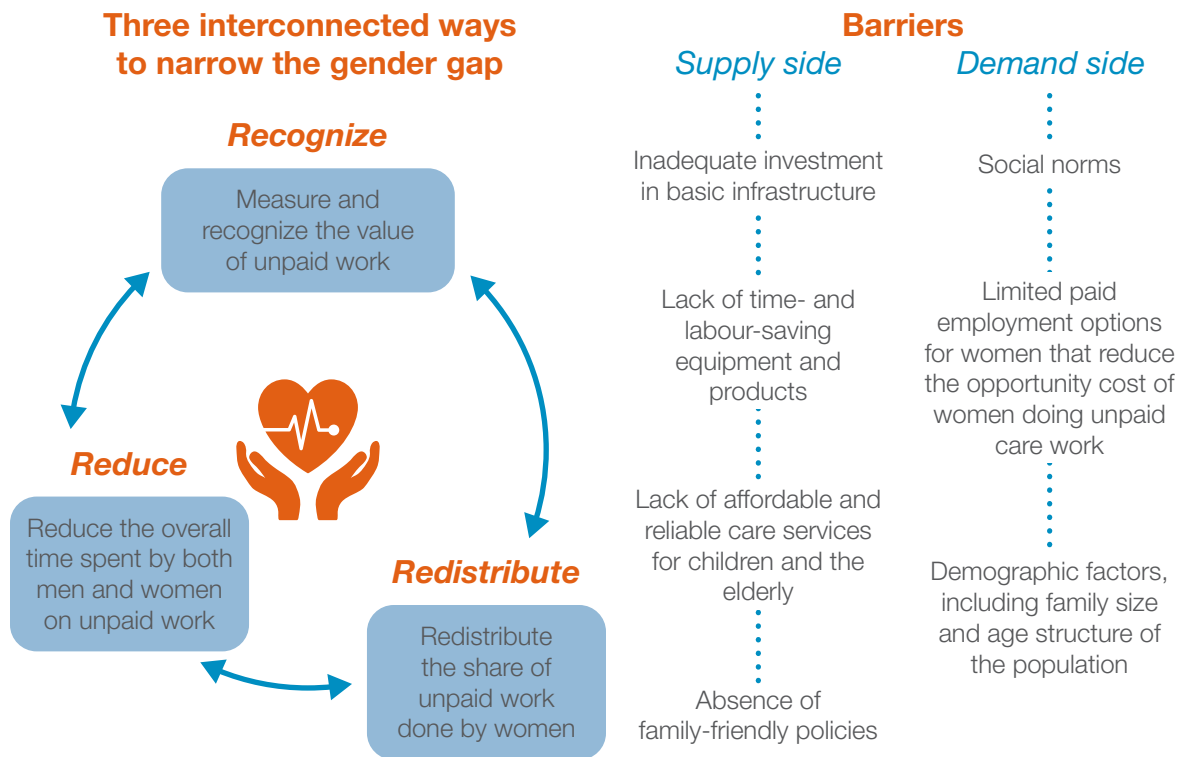 Three interconnected ways
to narrow the gender gap
Recognize
Measure and
recognize the value
of unpaid work
Reduce
Reduce the overall
time spent by both
men and women
on unpaid work
Redistribute
Redistribute
the share of
unpaid work
done by women
Barriers
Supply side
Inadequate investment
in basic infrastructure
Lack of time- and
labour-saving
equipment and
products
Lack of affordable and
reliable care services
for children and the
elderly
Absence of
family-friendly policies
Demand side
Social norms
Limited paid
employment options
for women that reduce
the opportunity cost of
women doing unpaid
care work
Demographic factors,
including family size
and age structure of
the population